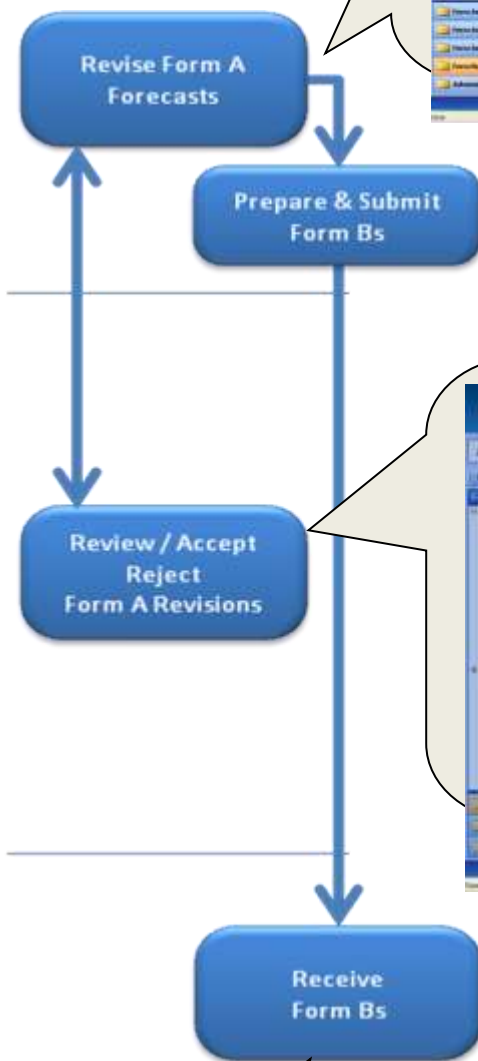 Revise Form A
Forecasts
Prepare & Submit
Form Bs
Review / Accept
Reject
Form A Revisions
Receive
Form Bs